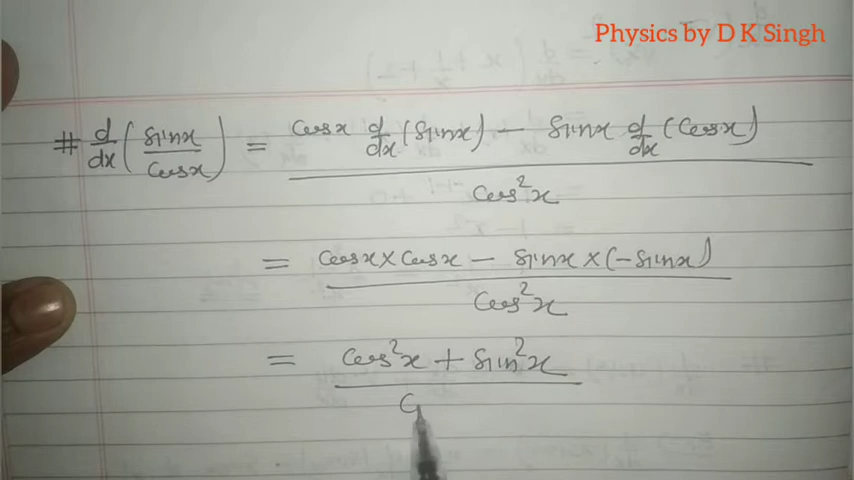 Physics by D K Singh
# d/dx (sinx/cosx) = (cosx d/dx (sinx) - sinx d/dx (cosx))/cos²x
= (cosx × cosx - sinx × (-sinx))/cos²x
= (cos²x + sin²x)/c